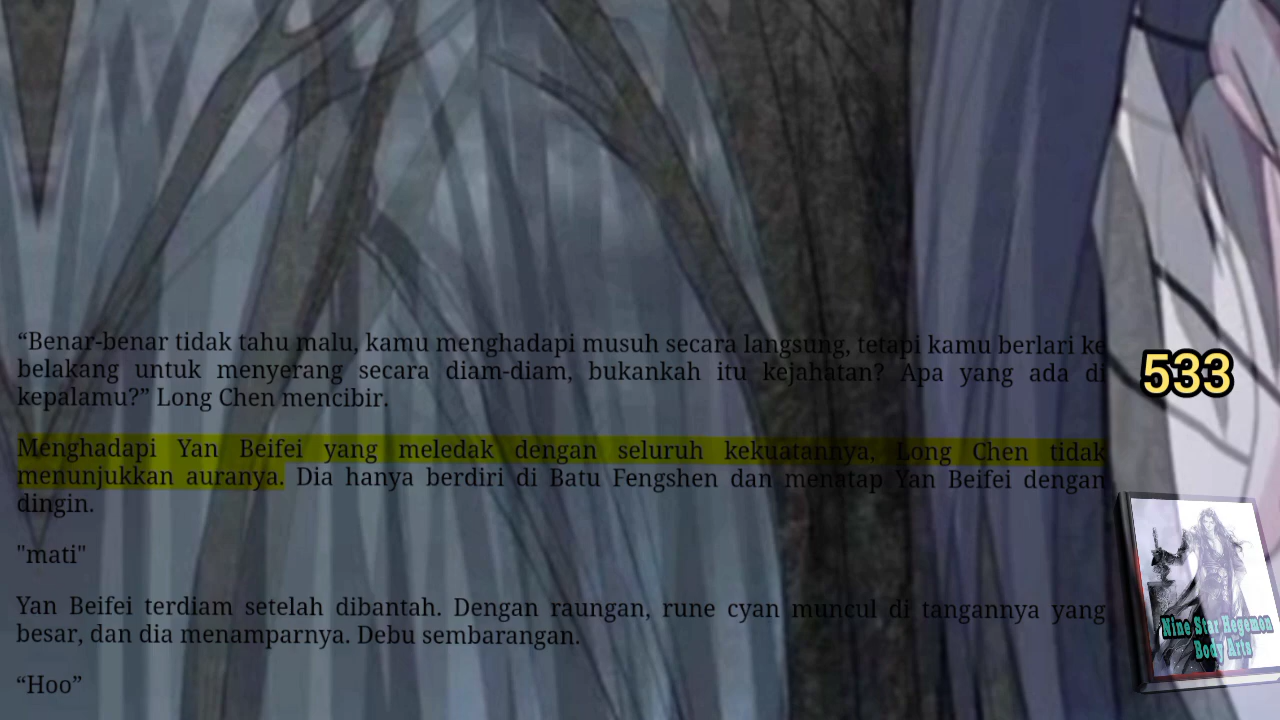 “Benar-benar tidak tahu malu, kamu menghadapi musuh secara langsung, tetapi kamu berlari ke
belakang untuk menyerang secara diam-diam, bukankah itu kejahatan? Apa yang ada di
kepalamu?” Long Chen mencibir.
Menghadapi Yan Beifei yang meledak dengan seluruh kekuatannya, Long Chen tidak
menunjukkan auranya. Dia hanya berdiri di Batu Fengshen dan menatap Yan Beifei dengan
dingin.
"mati"
Yan Beifei terdiam setelah dibantah. Dengan raungan, rune cyan muncul di tangannya yang
besar, dan dia menamparnya. Debu sembarangan.
“Hoo”
533
Nine Star Hegemon
Body Arts